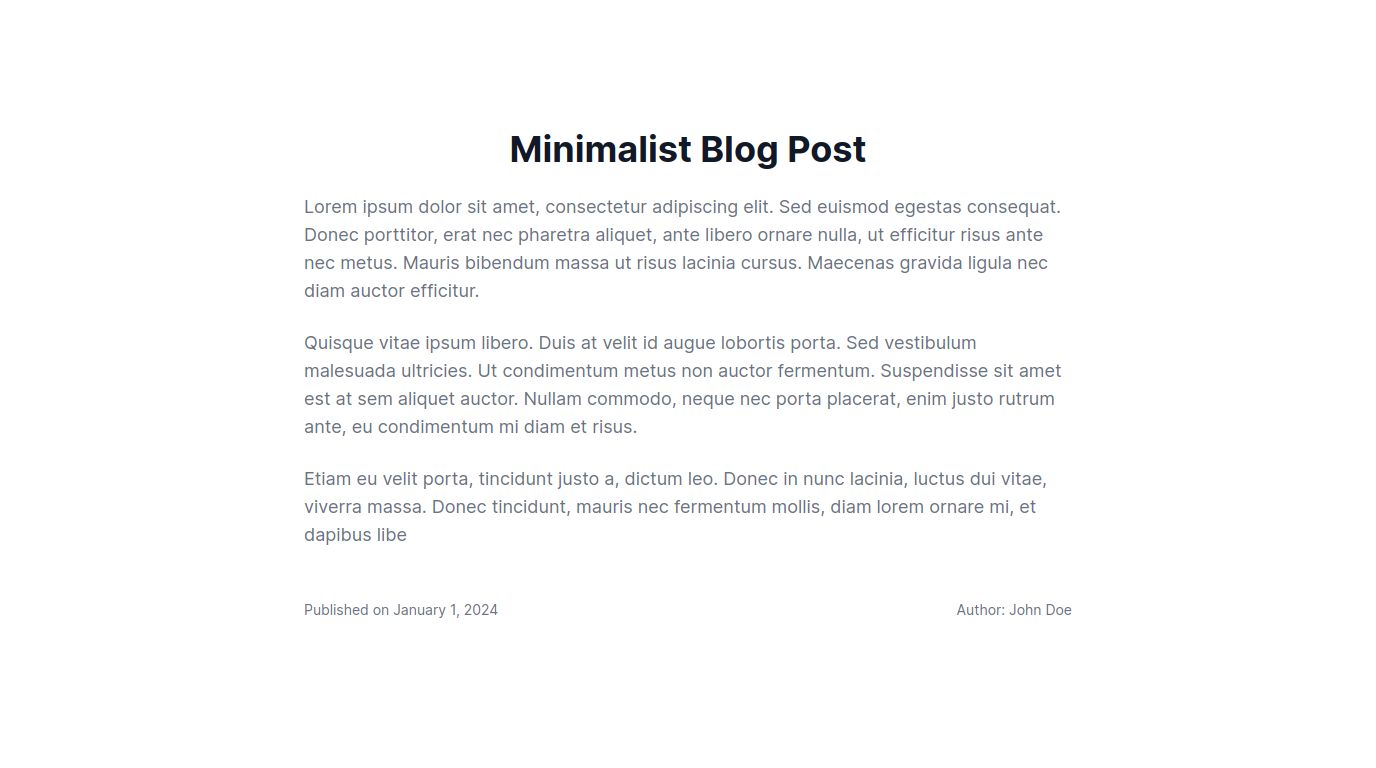 Minimalist Blog Post
Lorem ipsum dolor sit amet, consectetur adipiscing elit. Sed euismod egestas consequat.
Donec porttitor, erat nec pharetra aliquet, ante libero ornare nulla, ut efficitur risus ante
nec metus. Mauris bibendum massa ut risus lacinia cursus. Maecenas gravida ligula nec
diam auctor efficitur.
Quisque vitae ipsum libero. Duis at velit id augue lobortis porta. Sed vestibulum
malesuada ultricies. Ut condimentum metus non auctor fermentum. Suspendisse sit amet
est at sem aliquet auctor. Nullam commodo, neque nec porta placerat, enim justo rutrum
ante, eu condimentum mi diam et risus.
Etiam eu velit porta, tincidunt justo a, dictum leo. Donec in nunc lacinia, luctus dui vitae,
viverra massa. Donec tincidunt, mauris nec fermentum mollis, diam lorem ornare mi, et
dapibus libe
Published on January 1, 2024
Author: John Doe